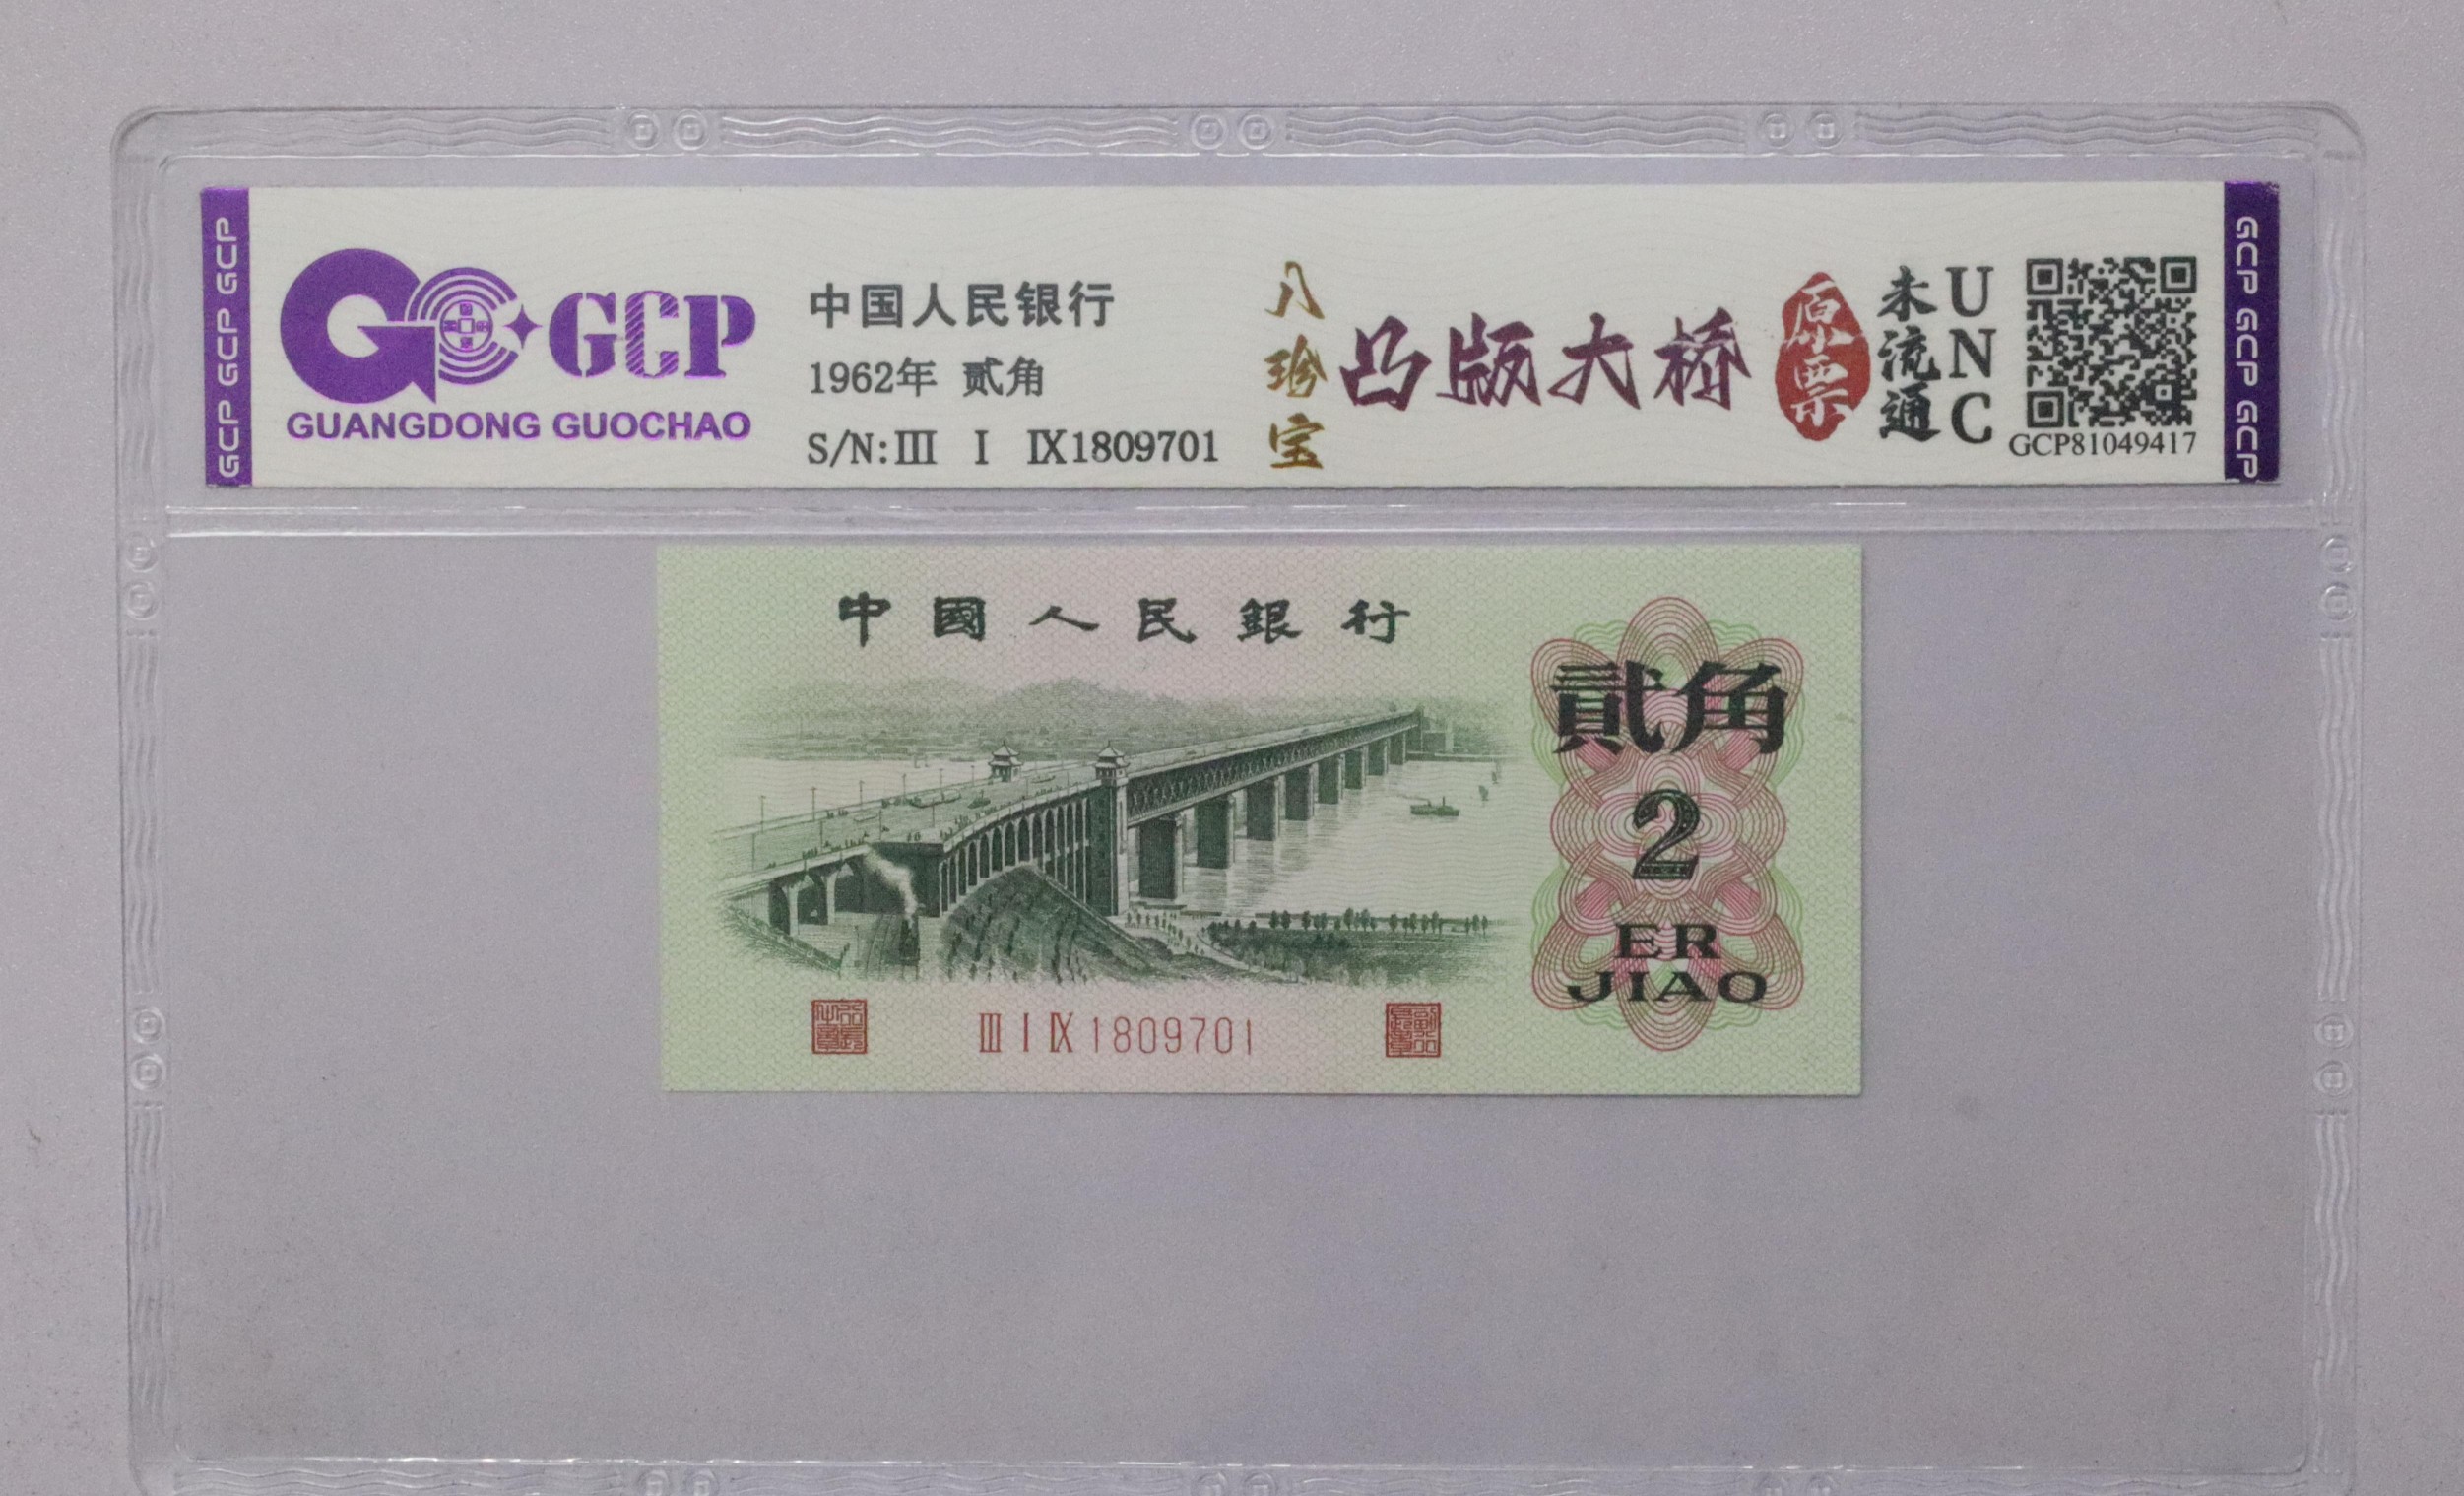 GCP GCP GCP
GCP
GUANGDONG GUOCHAO
中国人民银行
1962年 贰角
S/N:Ⅲ Ⅰ Ⅸ1809701
八珍宝
凸版大桥
原票
未流通
UNC
GCP81049417
GCP GCP GCP
中國人民銀行
貳角
2
ER
JIAO
Ⅲ Ⅰ Ⅸ 1809701